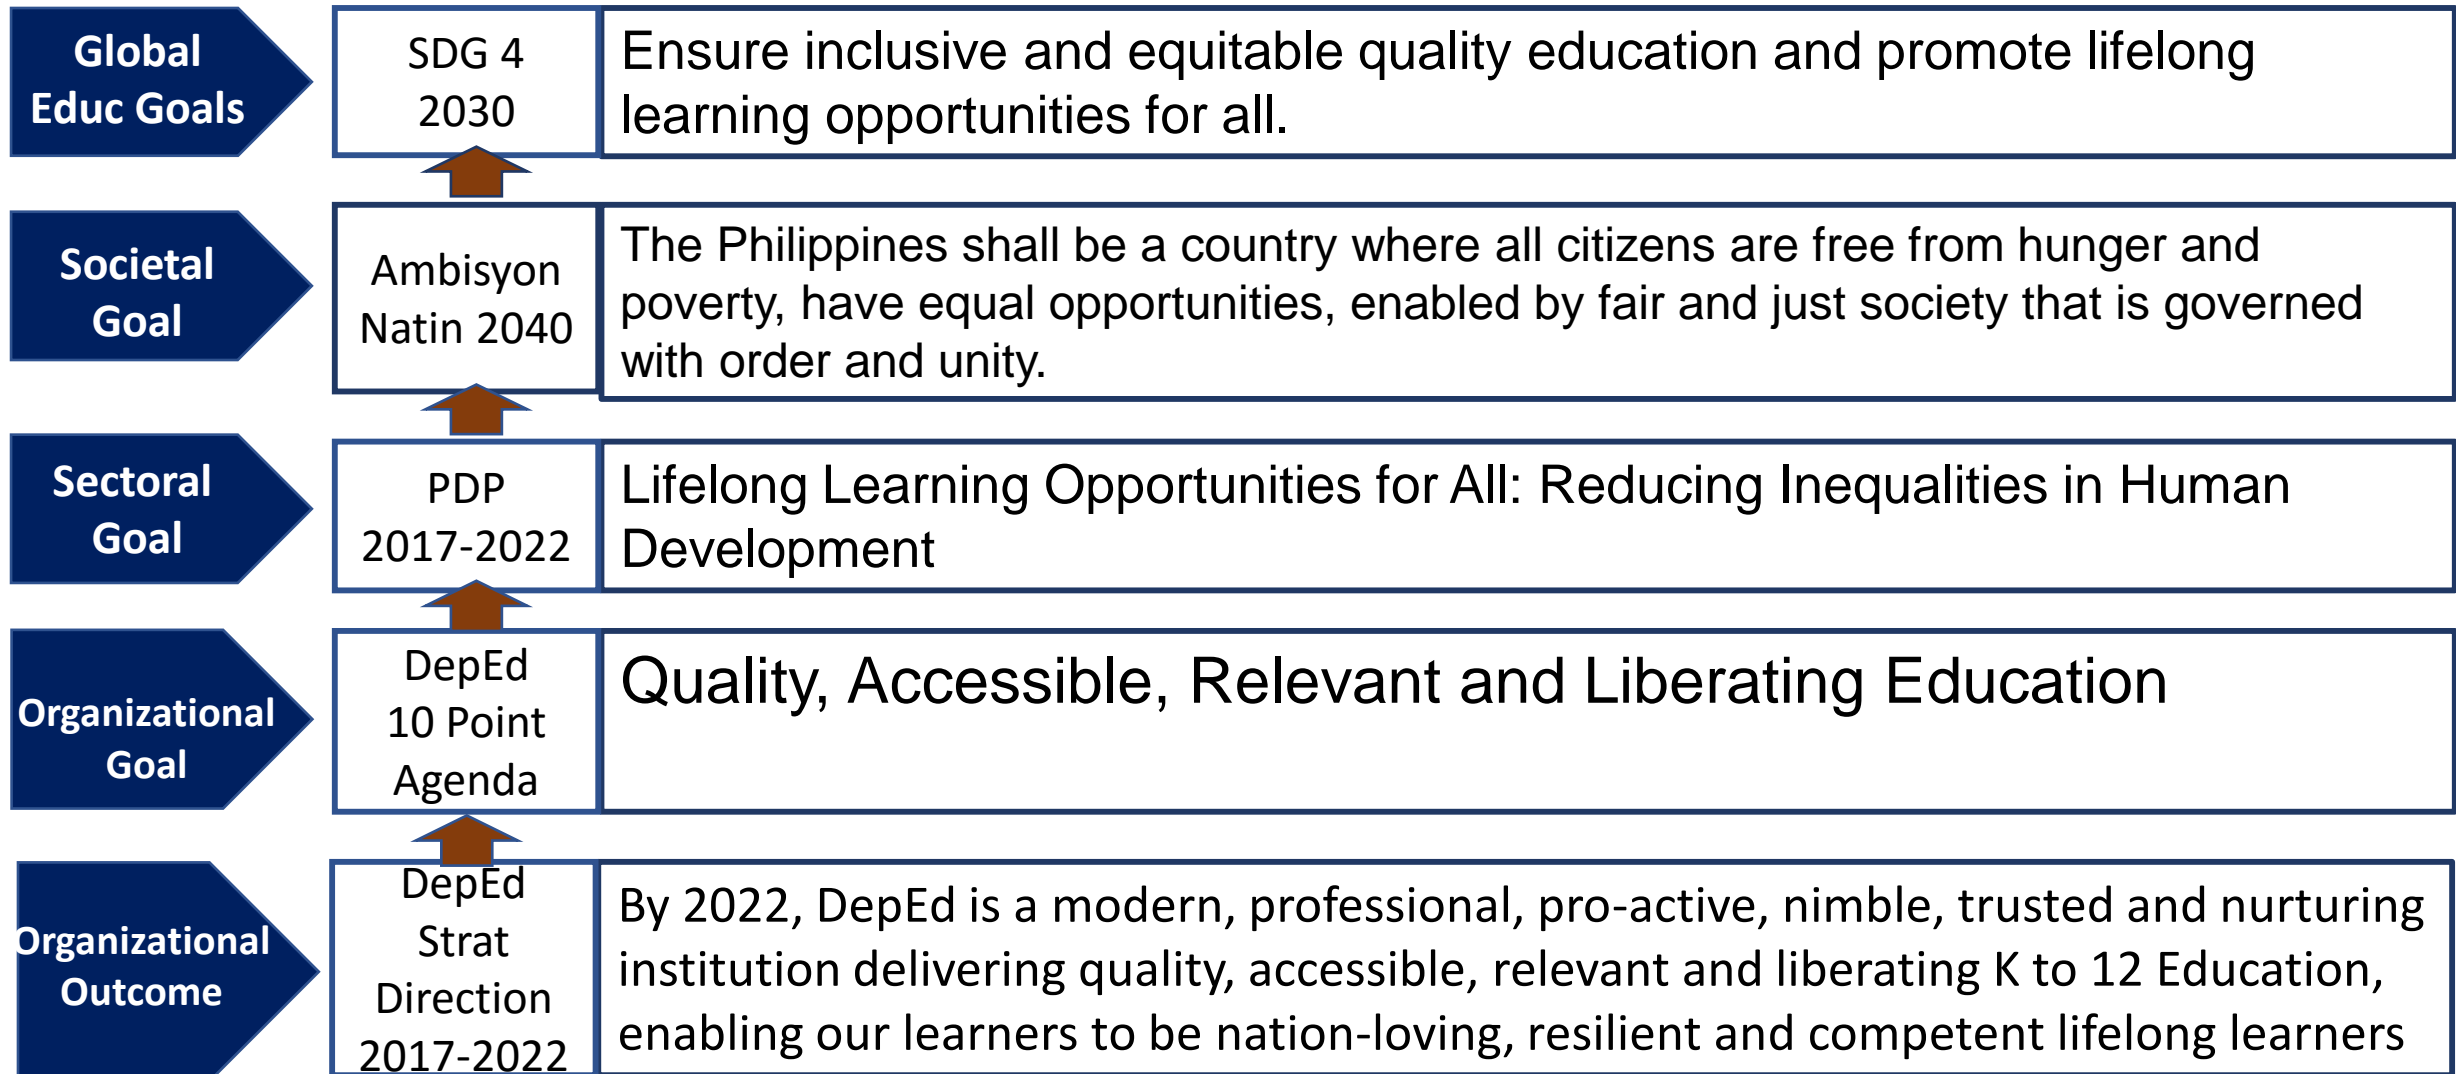 Global
Educ Goals
SDG 4
2030
Ensure inclusive and equitable quality education and promote lifelong
learning opportunities for all.
Societal
Goal
Ambisyon
Natin 2040
The Philippines shall be a country where all citizens are free from hunger and
poverty, have equal opportunities, enabled by fair and just society that is governed
with order and unity.
Sectoral
Goal
PDP
2017-2022
Lifelong Learning Opportunities for All: Reducing Inequalities in Human
Development
Organizational
Goal
DepEd
10 Point
Agenda
Quality, Accessible, Relevant and Liberating Education
Organizational
Outcome
DepEd
Strat
Direction
2017-2022
By 2022, DepEd is a modern, professional, pro-active, nimble, trusted and nurturing
institution delivering quality, accessible, relevant and liberating K to 12 Education,
enabling our learners to be nation-loving, resilient and competent lifelong learners